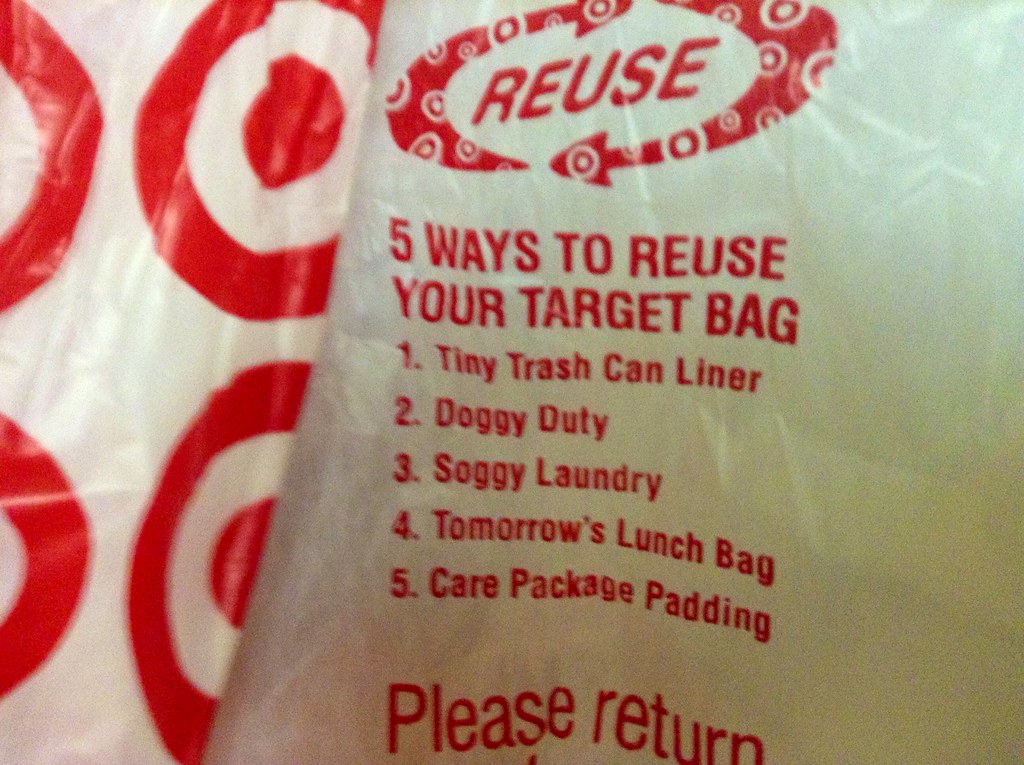 REUSE
5 WAYS TO REUSE
YOUR TARGET BAG
1. Tiny Trash Can Liner
2. Doggy Duty
3. Soggy Laundry
4. Tomorrow's Lunch Bag
5. Care Package Padding
Please return